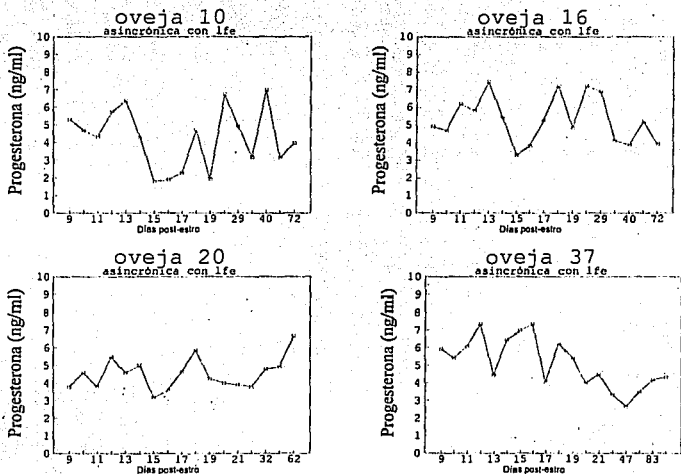 oveja 10
asincrónica con lfe
Progesterona (ng/ml)
10
9
8
7
6
5
4
3
2
1
0
9 11 13 15 17 19 29 40 72
Días post-estro
oveja 16
asincrónica con lfe
Progesterona (ng/ml)
10
9
8
7
6
5
4
3
2
1
0
9 11 13 15 17 19 20 29 40 72
Días post-estro
oveja 20
asincrónica con lfe
Progesterona (ng/ml)
10
9
8
7
6
5
4
3
2
1
0
9 11 13 15 17 19 21 32 62
Días post-estro
oveja 37
asincrónica con lfe
Progesterona (ng/ml)
10
9
8
7
6
5
4
3
2
1
0
9 11 13 15 17 19 21 47 83
Días post-estro